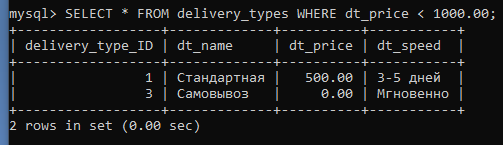 mysql> SELECT * FROM delivery_types WHERE dt_price < 1000.00;
+------------------+-------------+----------+-----------+
| delivery_type_ID | dt_name     | dt_price | dt_speed  |
+------------------+-------------+----------+-----------+
|                1 | Стандартная |   500.00 | 3-5 дней  |
|                3 | Самовывоз   |     0.00 | Мгновенно |
+------------------+-------------+----------+-----------+
2 rows in set (0.00 sec)